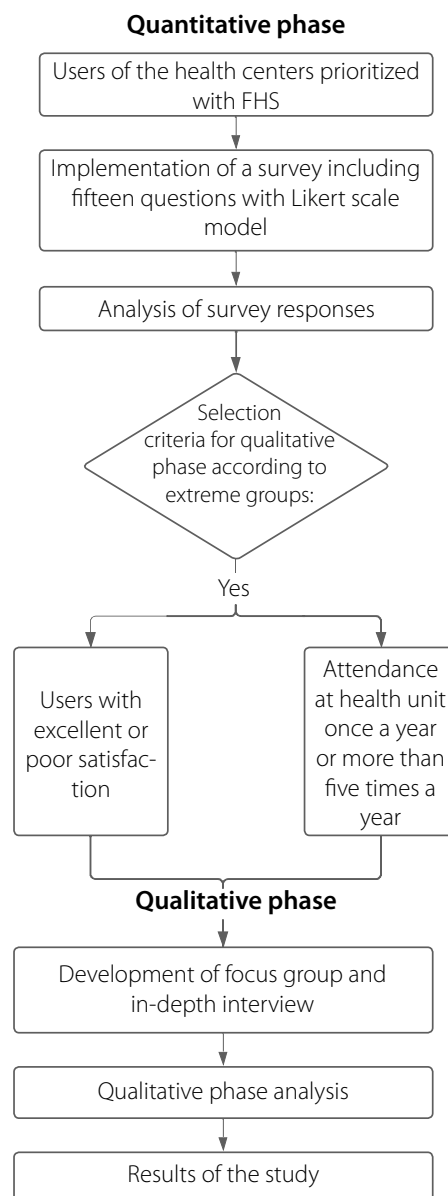 Quantitative phase
Users of the health centers prioritized
with FHS
Implementation of a survey including
fifteen questions with Likert scale
model
Analysis of survey responses
Selection
criteria for qualitative
phase according to
extreme groups:
Yes
Users with
excellent or
poor satisfac-
tion
Attendance
at health unit
once a year
or more than
five times a
year
Qualitative phase
Development of focus group and
in-depth interview
Qualitative phase analysis
Results of the study